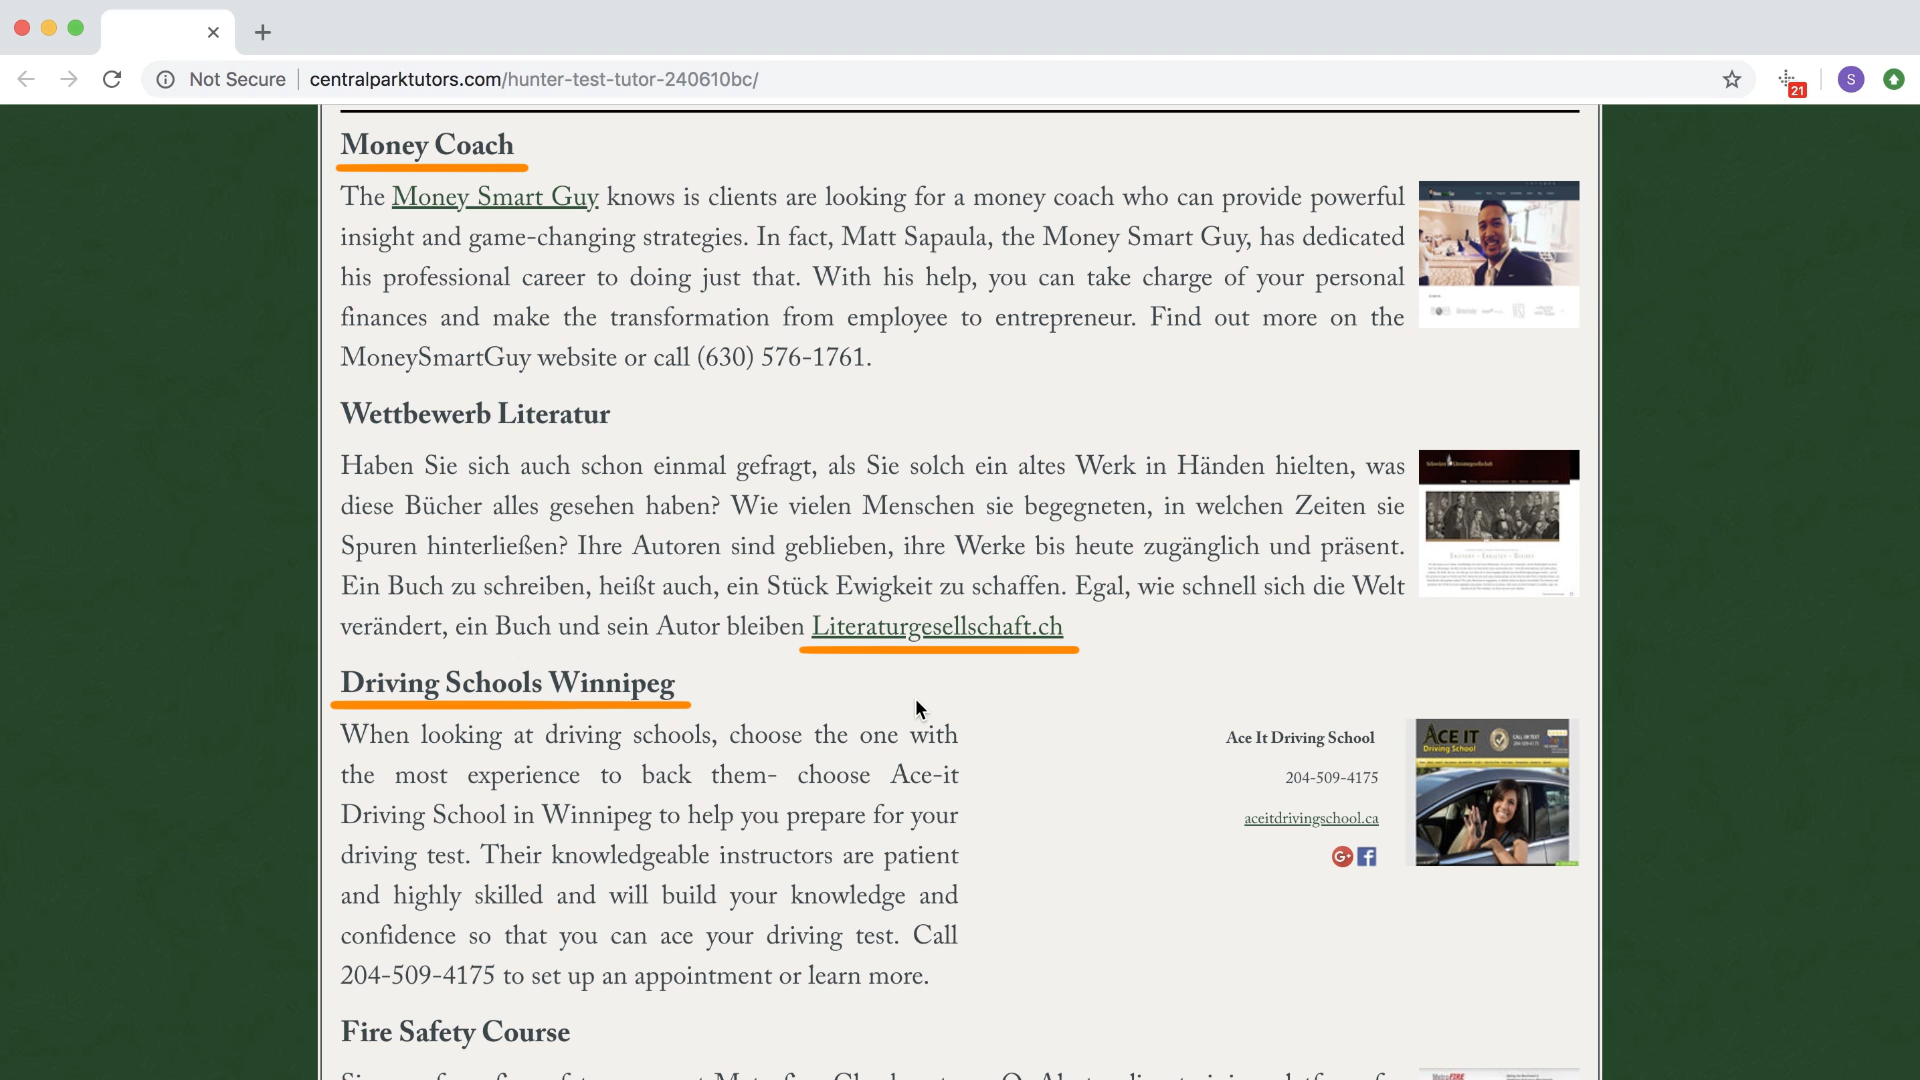 Not Secure centralparktutors.com/hunter-test-tutor-240610bc/
21
S
Money Coach
The Money Smart Guy knows is clients are looking for a money coach who can provide powerful
insight and game-changing strategies. In fact, Matt Sapaula, the Money Smart Guy, has dedicated
his professional career to doing just that. With his help, you can take charge of your personal
finances and make the transformation from employee to entrepreneur. Find out more on the
MoneySmartGuy website or call (630) 576-1761.
Wettbewerb Literatur
Haben Sie sich auch schon einmal gefragt, als Sie solch ein altes Werk in Händen hielten, was
diese Bücher alles gesehen haben? Wie vielen Menschen sie begegneten, in welchen Zeiten sie
Spuren hinterließen? Ihre Autoren sind geblieben, ihre Werke bis heute zugänglich und präsent.
Ein Buch zu schreiben, heißt auch, ein Stück Ewigkeit zu schaffen. Egal, wie schnell sich die Welt
verändert, ein Buch und sein Autor bleiben Literaturgesellschaft.ch
Driving Schools Winnipeg
When looking at driving schools, choose the one with
the most experience to back them- choose Ace-it
Driving School in Winnipeg to help you prepare for your
driving test. Their knowledgeable instructors are patient
and highly skilled and will build your knowledge and
confidence so that you can ace your driving test. Call
204-509-4175 to set up an appointment or learn more.
Ace It Driving School
204-509-4175
aceitdrivingschool.ca
G+ f
ACE IT
Driving School
Fire Safety Course